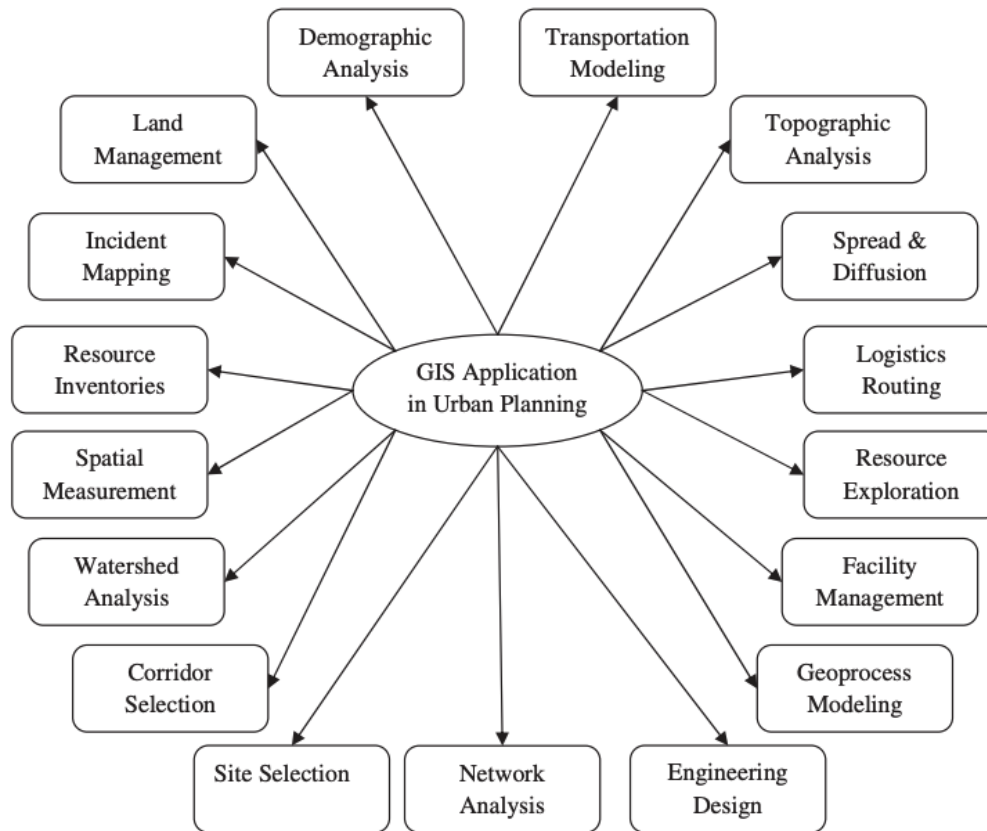 Demographic
Analysis
Transportation
Modeling
Land
Management
Topographic
Analysis
Incident
Mapping
Spread &
Diffusion
Resource
Inventories
GIS Application
in Urban Planning
Logistics
Routing
Spatial
Measurement
Resource
Exploration
Watershed
Analysis
Facility
Management
Corridor
Selection
Geoprocess
Modeling
Site Selection
Network
Analysis
Engineering
Design